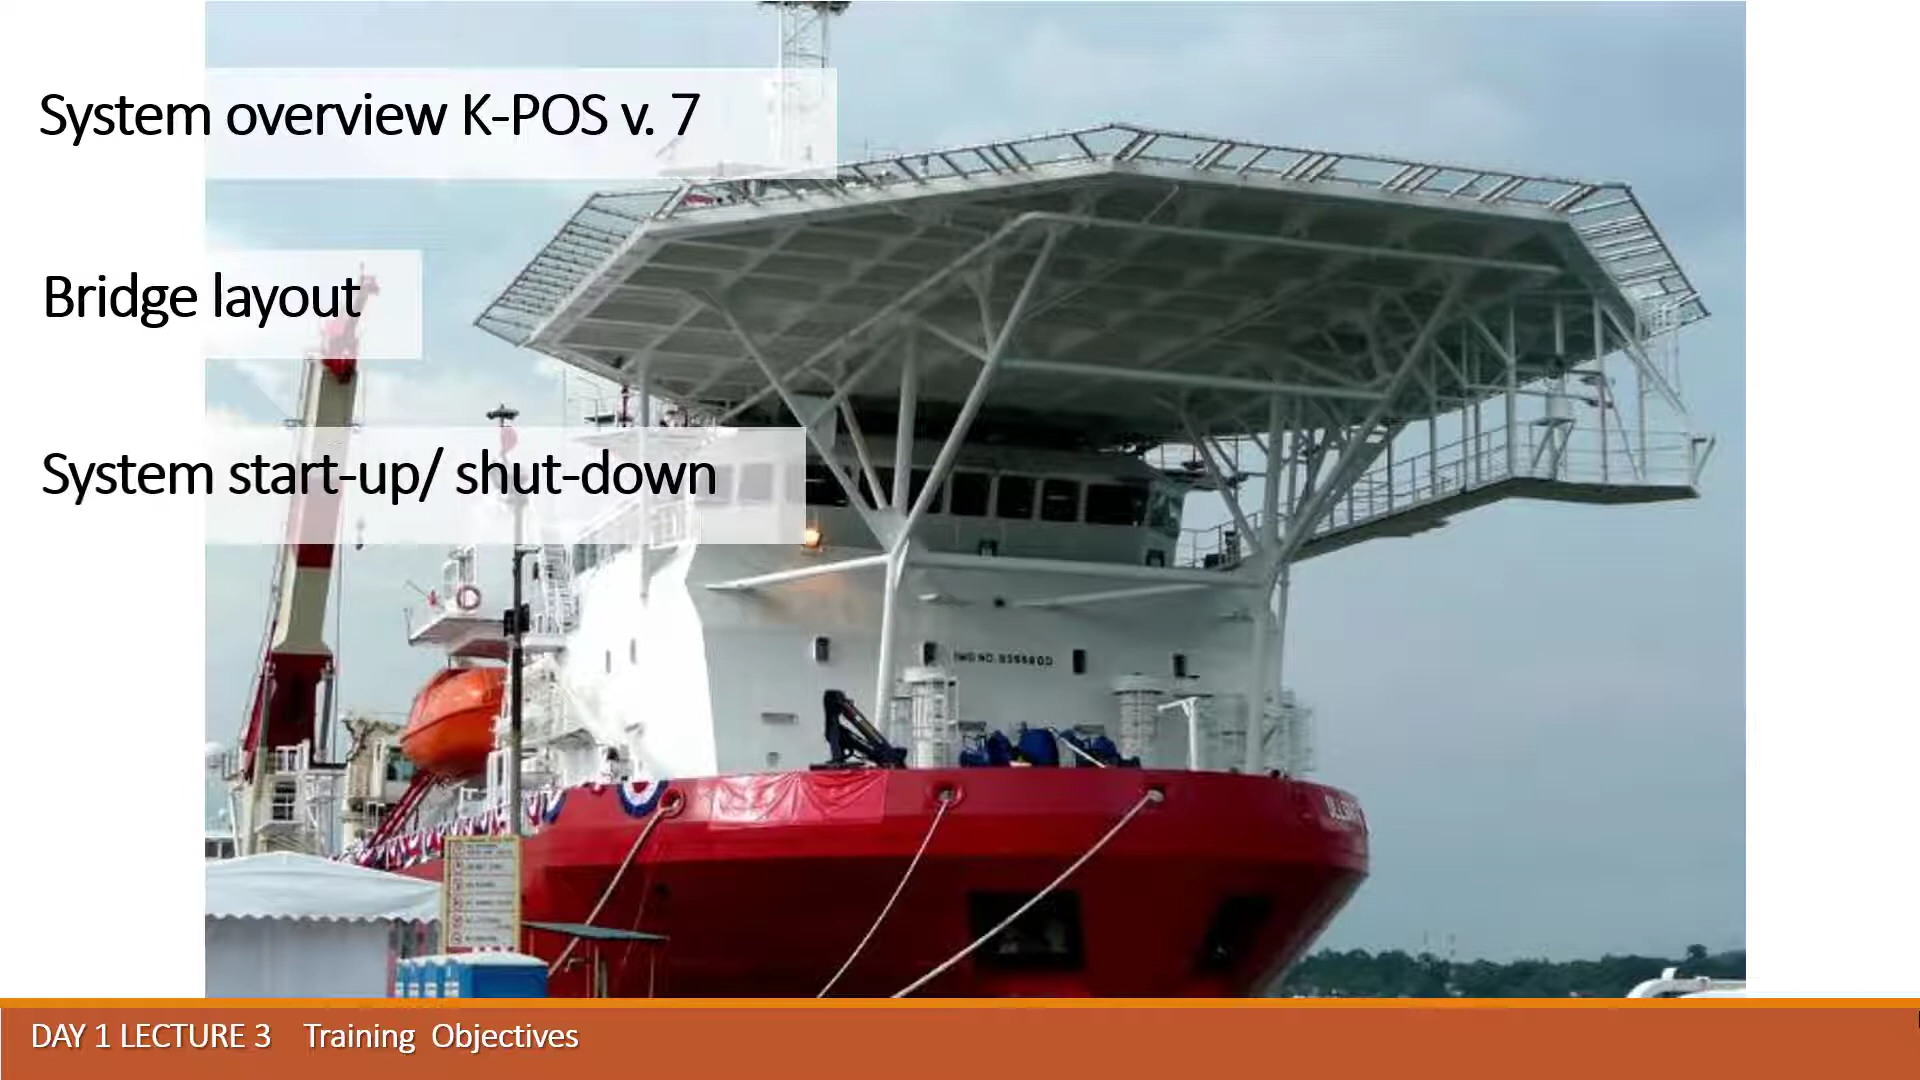 System overview K-POS v. 7
Bridge layout
System start-up/ shut-down
DAY 1 LECTURE 3 Training Objectives